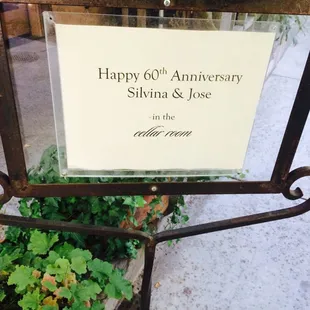 Happy 60th Anniversary
Silvina & Jose
-in the
cellar room